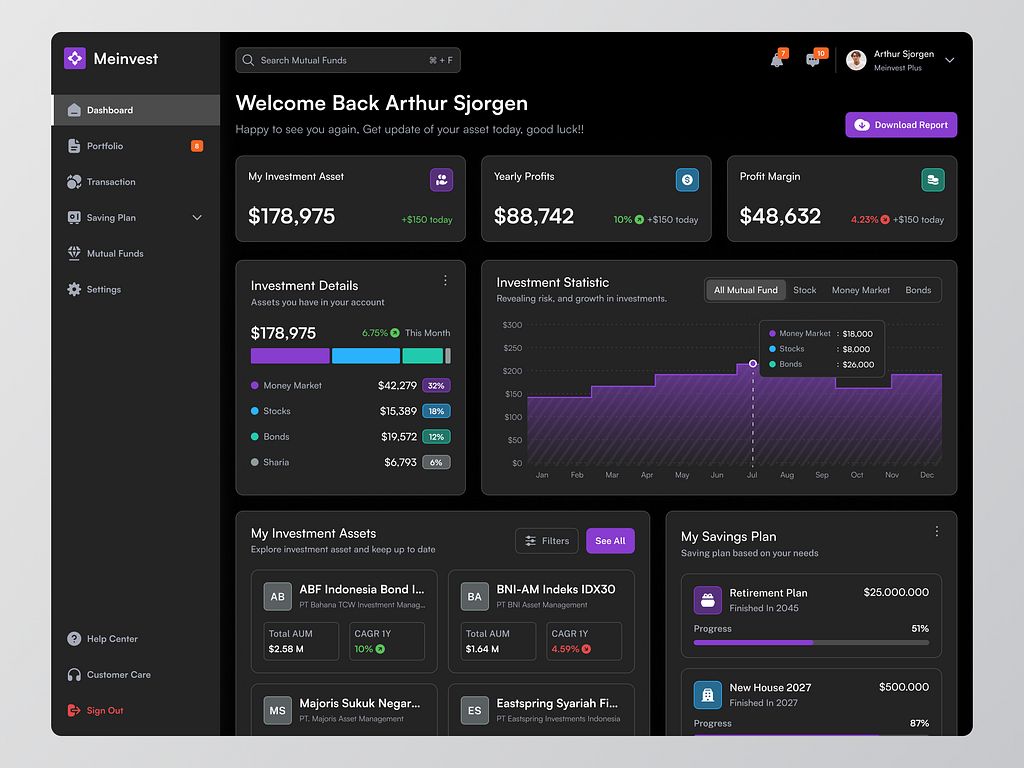 Meinvest
Search Mutual Funds ⌘ + F
7
10
Arthur Sjorgen
Meinvest Plus
Dashboard
Portfolio 8
Transaction
Saving Plan
Mutual Funds
Settings
Help Center
Customer Care
Sign Out
Welcome Back Arthur Sjorgen
Happy to see you again, Get update of your asset today, good luck!!
Download Report
My Investment Asset
$178,975 +$150 today
Yearly Profits
$88,742 10% +$150 today
Profit Margin
$48,632 4.23% +$150 today
Investment Details
Assets you have in your account
$178,975 6.75% This Month
Money Market $42,279 32%
Stocks $15,389 18%
Bonds $19,572 12%
Sharia $6,793 6%
Investment Statistic
Revealing risk, and growth in investments.
All Mutual Fund Stock Money Market Bonds
$300
$250
$200
$150
$100
$50
$0
Money Market : $18,000
Stocks : $8,000
Bonds : $26,000
Jan Feb Mar Apr May Jun Jul Aug Sep Oct Nov Dec
My Investment Assets
Explore investment asset and keep up to date
Filters
See All
AB
ABF Indonesia Bond I...
PT Bahana TCW Investment Manag...
Total AUM
$2.58 M
CAGR 1Y
10%
BA
BNI-AM Indeks IDX30
PT BNI Asset Management
Total AUM
$1.64 M
CAGR 1Y
4.59%
MS
Majoris Sukuk Negar...
PT. Majoris Asset Management
ES
Eastspring Syariah Fi...
PT Eastspring Investments Indonesia
My Savings Plan
Saving plan based on your needs
Retirement Plan $25.000.000
Finished In 2045
Progress 51%
New House 2027 $500.000
Finished In 2027
Progress 87%